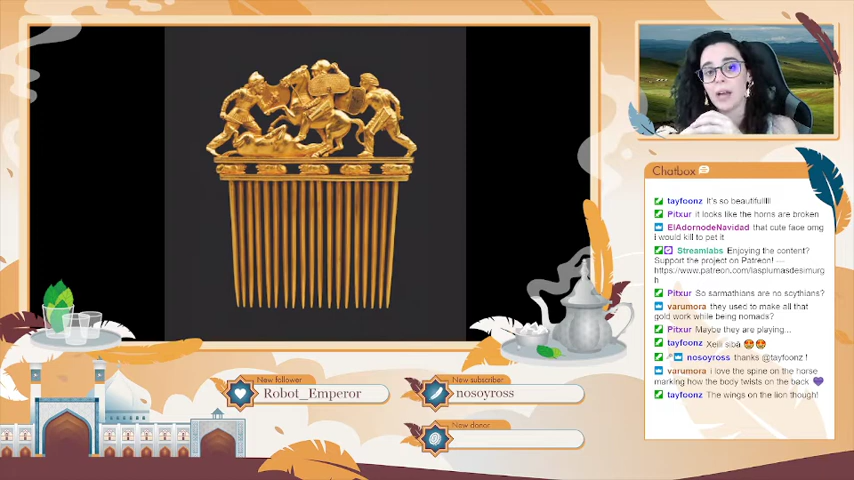 Chatbox
tayfoonz It's so beautifulllll
Pitxur it looks like the horns are broken
ElAdornodeNavidad that cute face omg
i would kill to pet it
Streamlabs Enjoying the content?
Support the project on Patreon! —
https://www.patreon.com/lasplumasdesimurg
h
Pitxur So sarmathians are no scythians?
varumora they used to make all that
gold work while being nomads?
Pitxur Maybe they are playing...
tayfoonz Xeili sibá 😍😍
nosoyross thanks @tayfoonz !
varumora i love the spine on the horse
marking how the body twists on the back 💜
tayfoonz The wings on the lion though!
New follower
Robot_Emperor
New subscriber
nosoyross
New donor